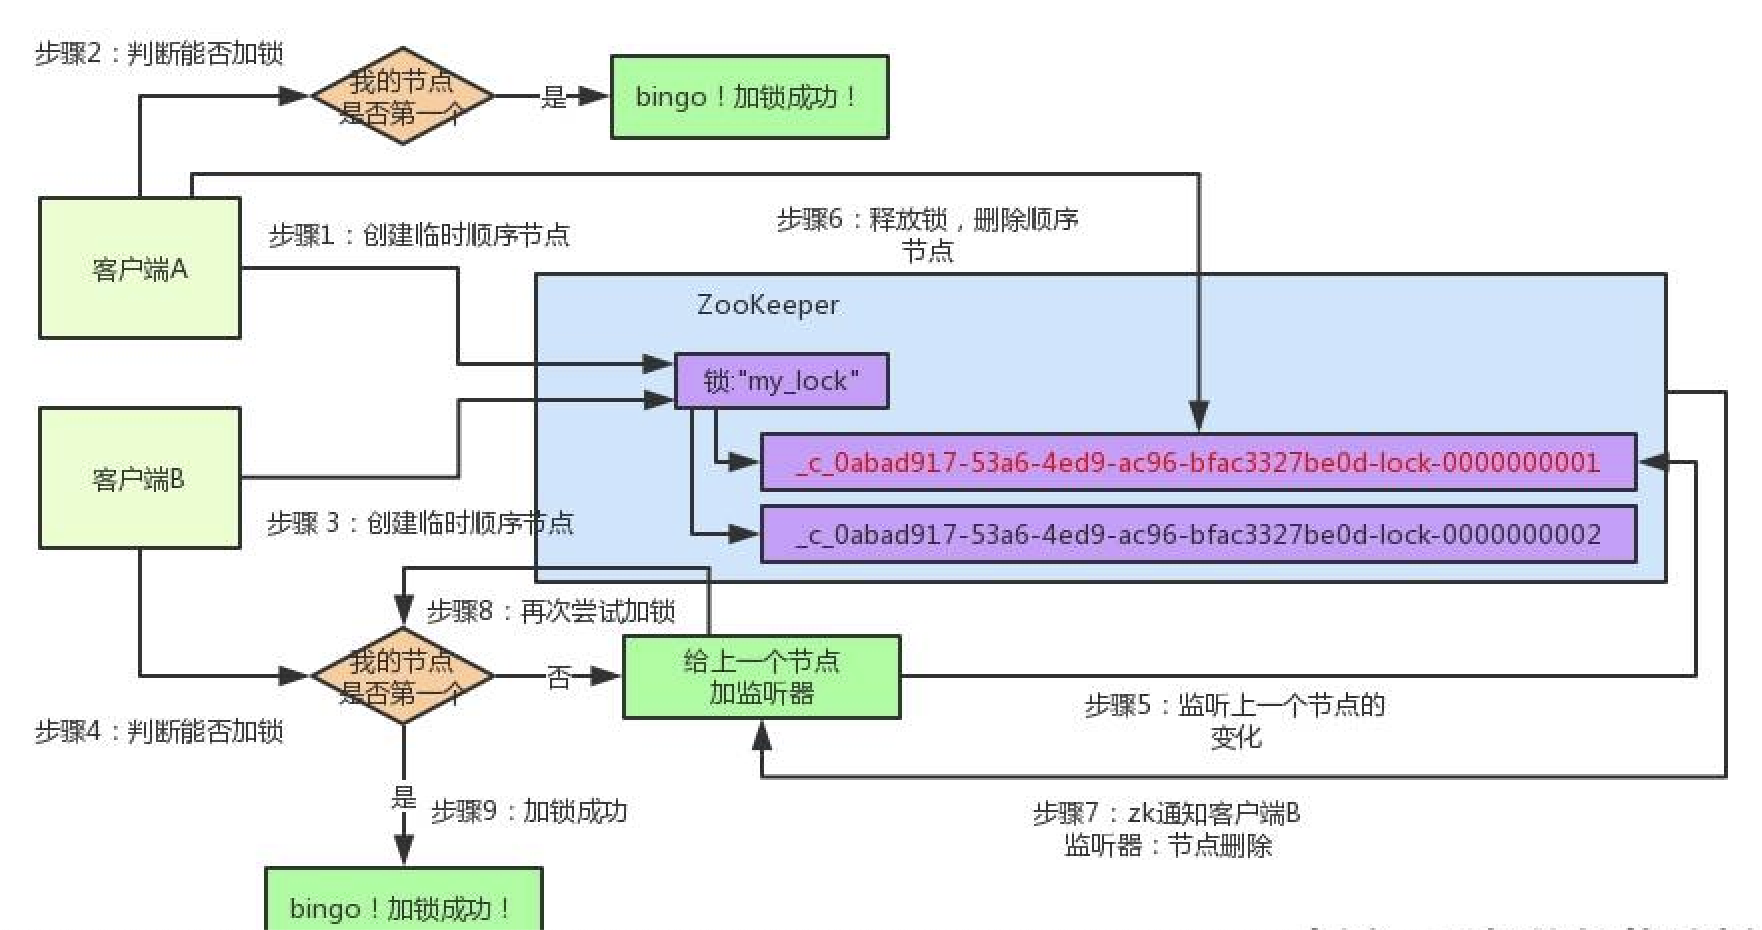 步骤2：判断能否加锁
我的节点
是否第一个
是
bingo！加锁成功！
客户端A
步骤1：创建临时顺序节点
步骤6：释放锁，删除顺序
节点
ZooKeeper
锁:"my_lock"
_c_0abad917-53a6-4ed9-ac96-bfac3327be0d-lock-0000000001
_c_0abad917-53a6-4ed9-ac96-bfac3327be0d-lock-0000000002
客户端B
步骤 3：创建临时顺序节点
步骤8：再次尝试加锁
我的节点
是否第一个
否
给上一个节点
加监听器
步骤4：判断能否加锁
步骤5：监听上一个节点的
变化
是
步骤9：加锁成功
步骤7：zk通知客户端B
监听器：节点删除
bingo！加锁成功！